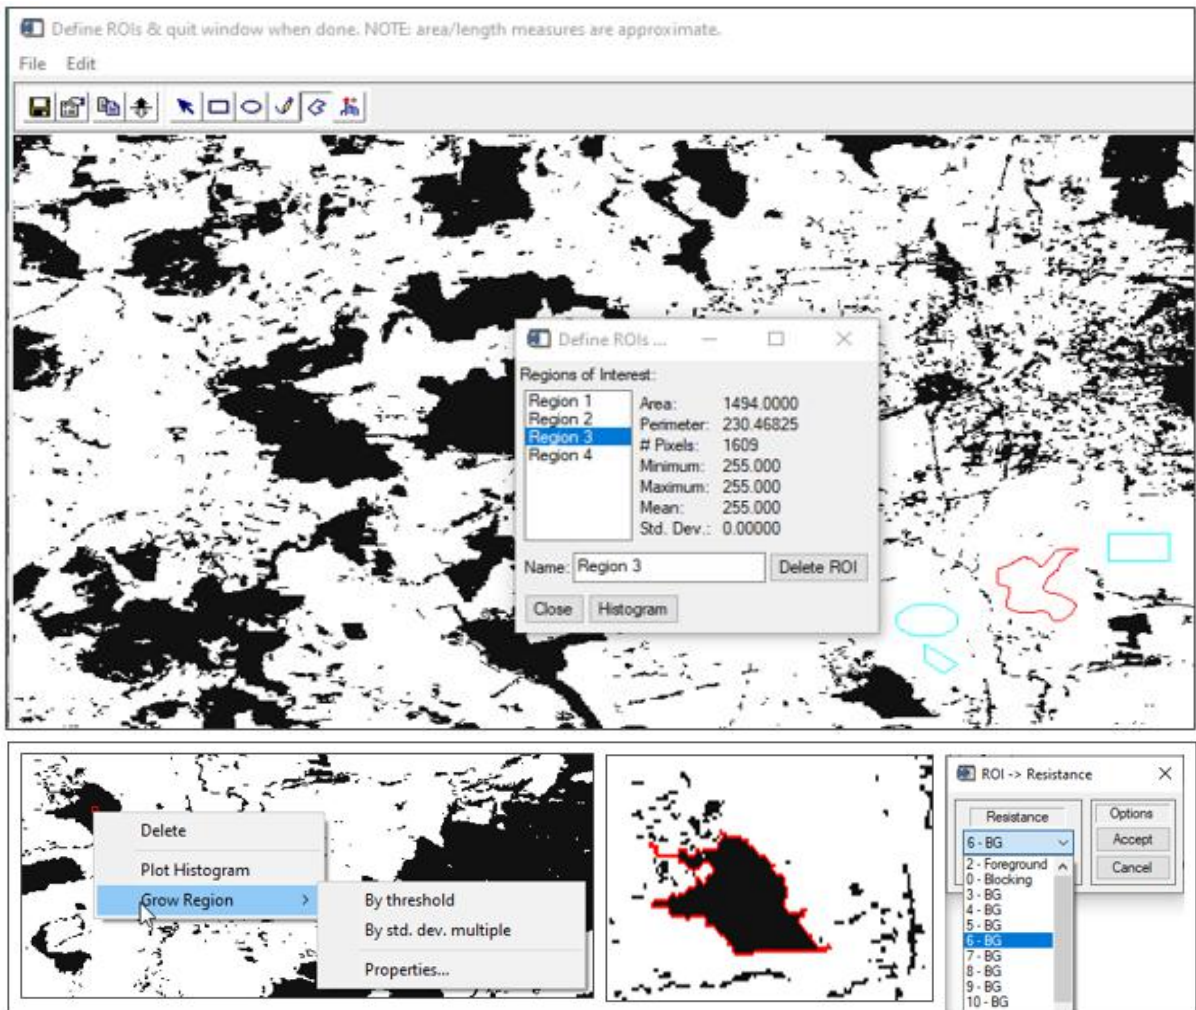 Define ROIs & quit window when done. NOTE: area/length measures are approximate.
File Edit
Define ROIs ...
Regions of Interest:
Region 1
Region 2
Region 3
Region 4
Area: 1494.0000
Perimeter: 230.46825
# Pixels: 1609
Minimum: 255.000
Maximum: 255.000
Mean: 255.000
Std. Dev.: 0.00000
Name: Region 3 Delete ROI
Close Histogram
Delete
Plot Histogram
Grow Region
By threshold
By std. dev. multiple
Properties...
ROI -> Resistance
Resistance
6 - BG
2 - Foreground
0 - Blocking
3 - BG
4 - BG
5 - BG
6 - BG
7 - BG
8 - BG
9 - BG
10 - BG
Options
Accept
Cancel